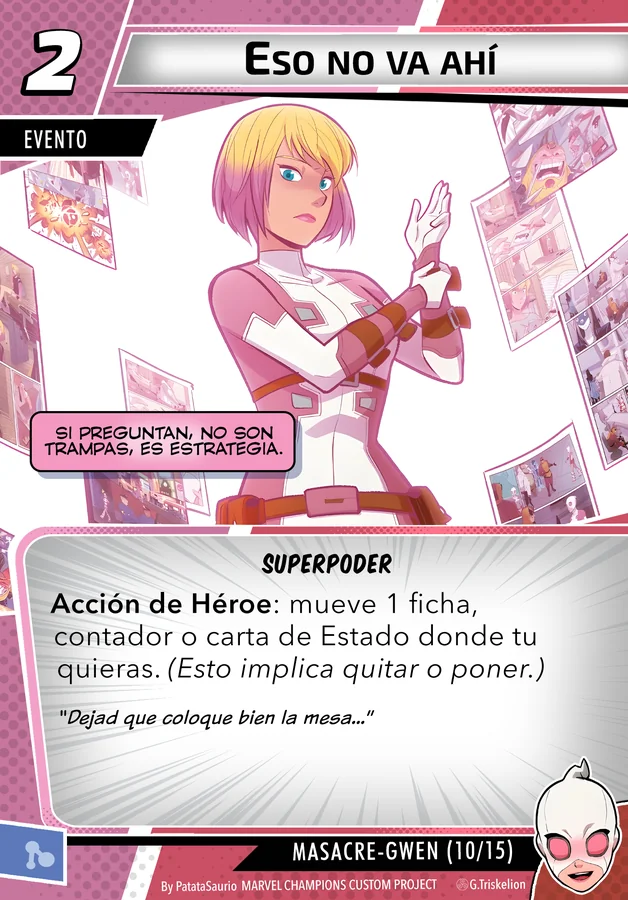 2
Eso no va ahí
EVENTO
SI PREGUNTAN, NO SON
TRAMPAS, ES ESTRATEGIA.
SUPERPODER
Acción de Héroe: mueve 1 ficha,
contador o carta de Estado donde tu
quieras. (Esto implica quitar o poner.)
"Dejad que coloque bien la mesa..."
MASACRE-GWEN (10/15)
By PatataSaurio MARVEL CHAMPIONS CUSTOM PROJECT G.Triskelion